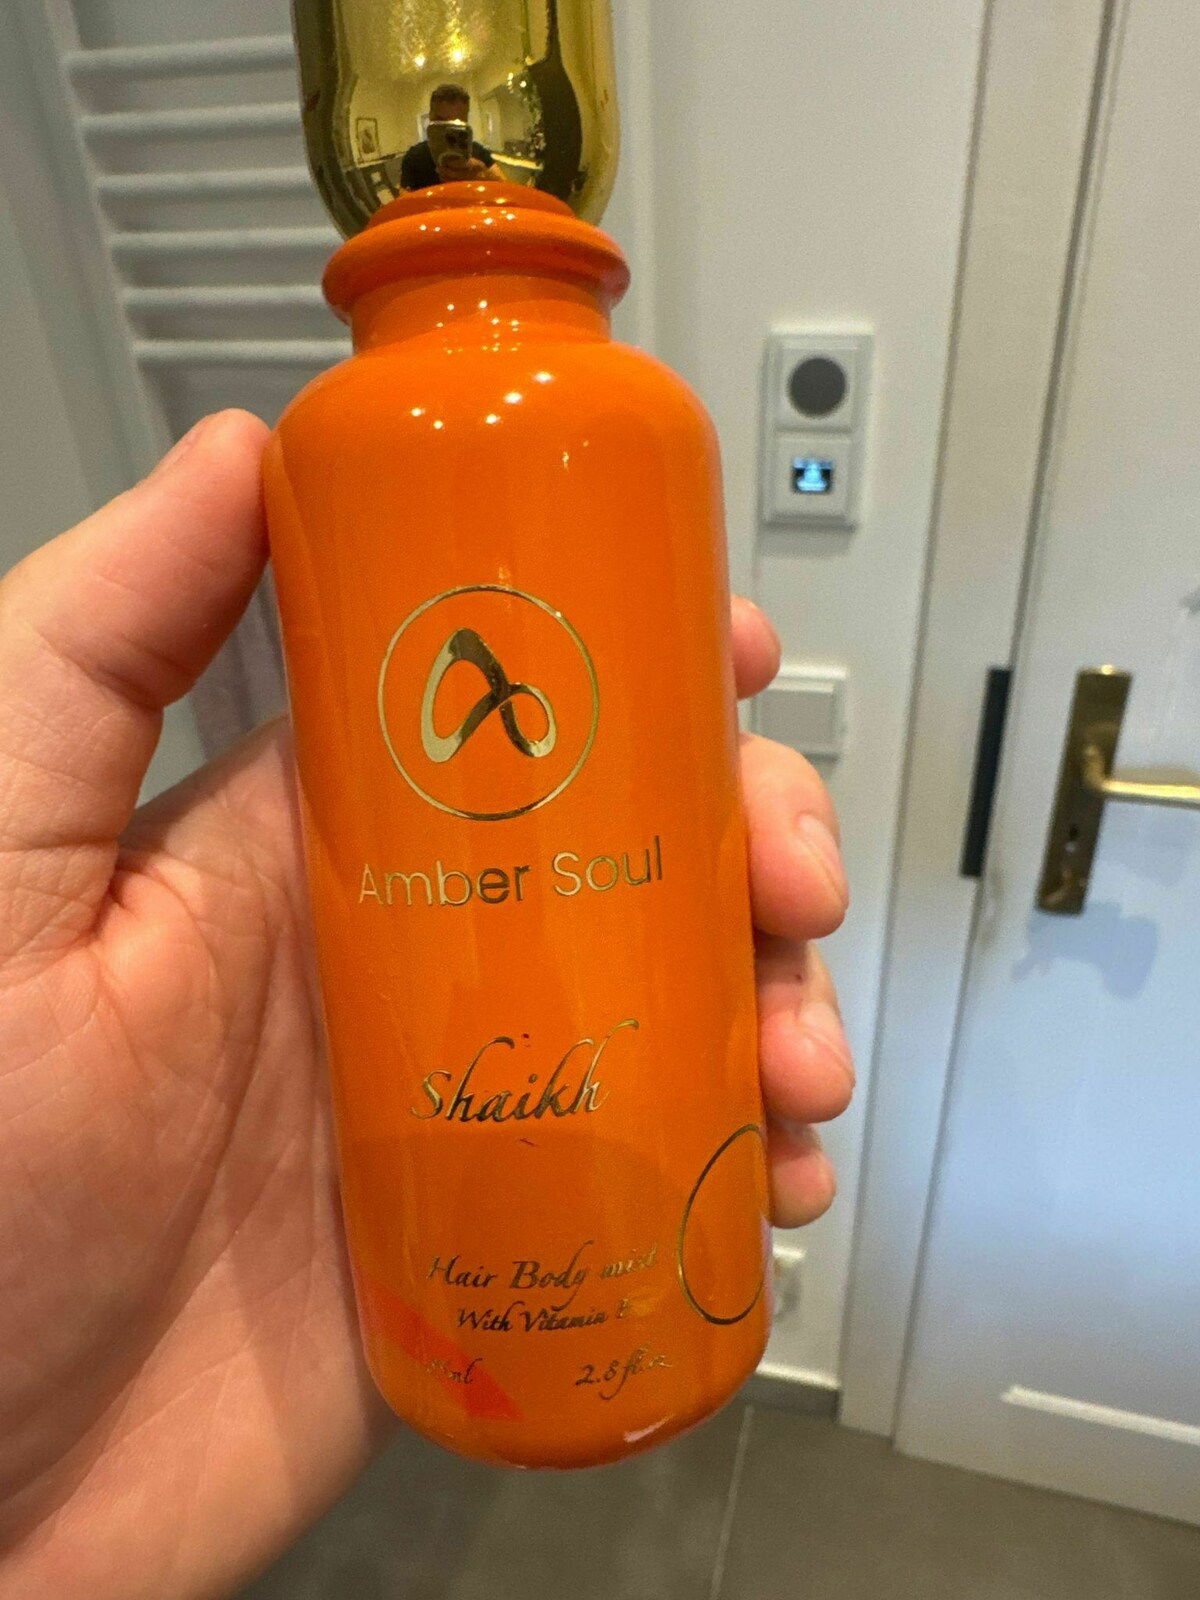 Amber Soul
Shaikh
Hair Body mist
With Vitamin E
2.8 fl.oz